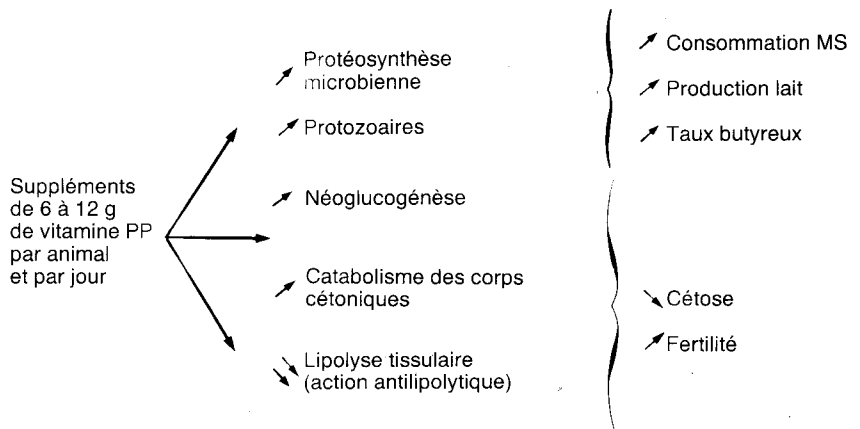 Suppléments
de 6 à 12 g
de vitamine PP
par animal
et par jour
Protéosynthèse
microbienne
Protozoaires
Néoglucogénèse
Catabolisme des corps
cétoniques
Lipolyse tissulaire
(action antilipolytique)
Consommation MS
Production lait
Taux butyreux
Cétose
Fertilité